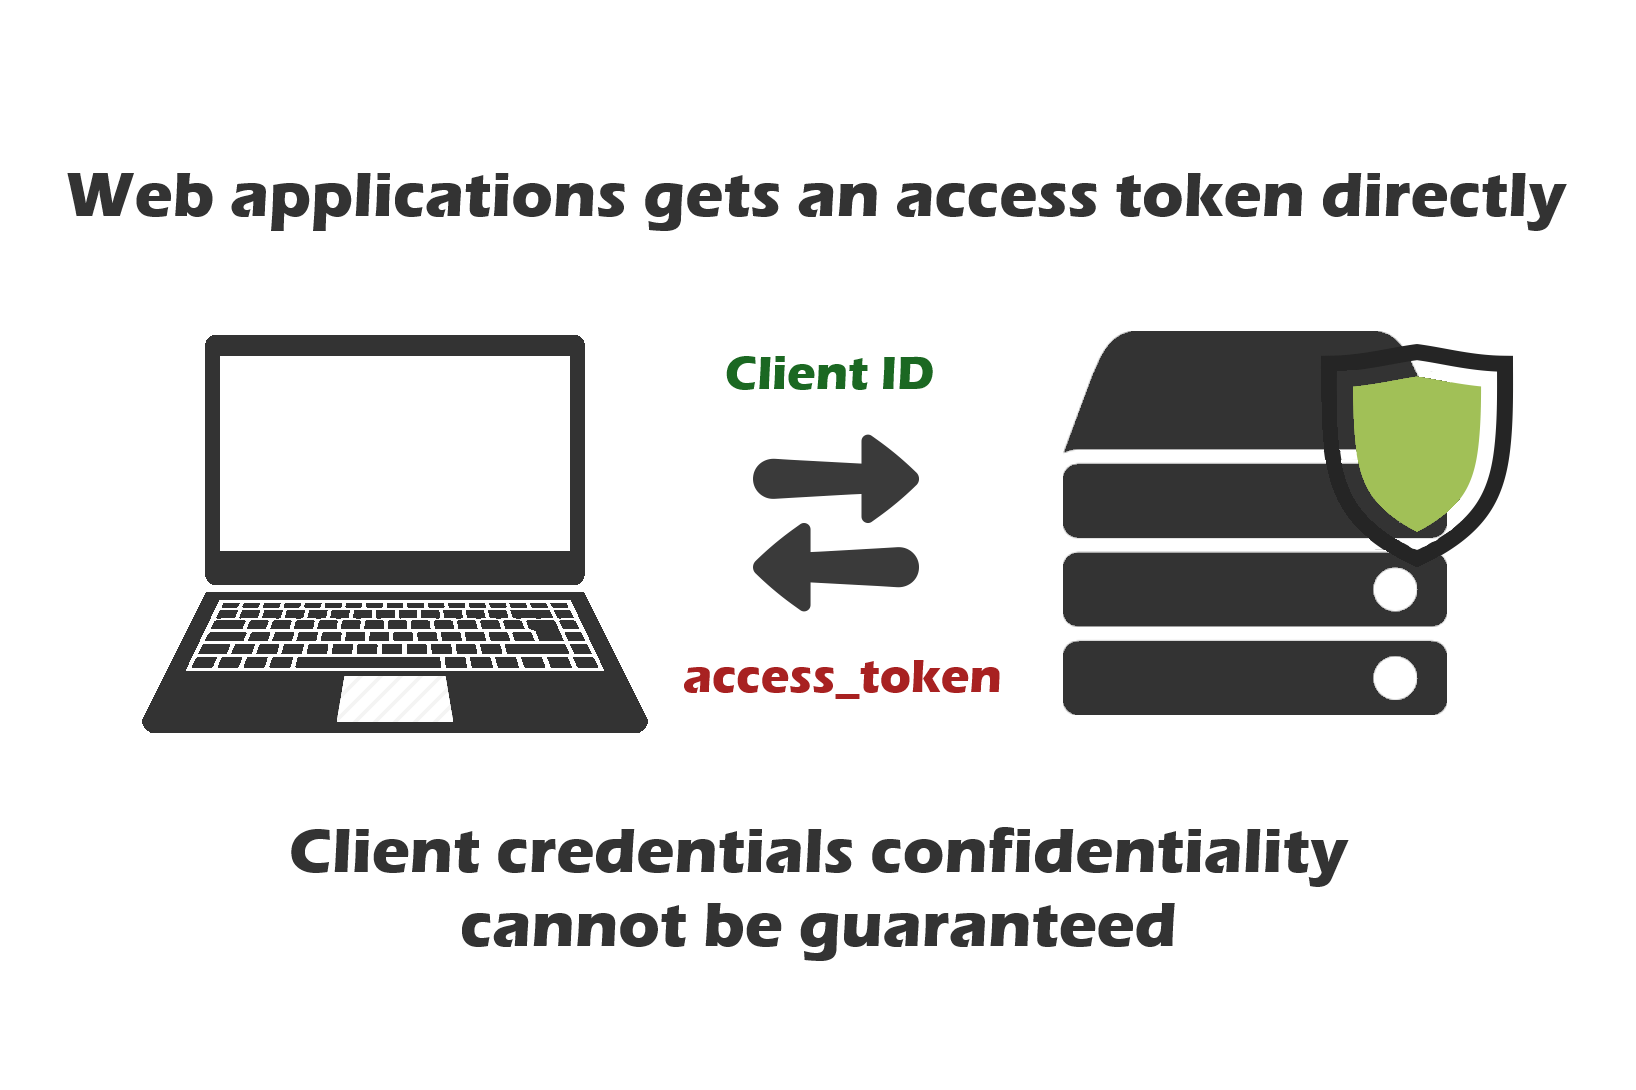 Web applications gets an access token directly
Client ID
access_token
Client credentials confidentiality
cannot be guaranteed